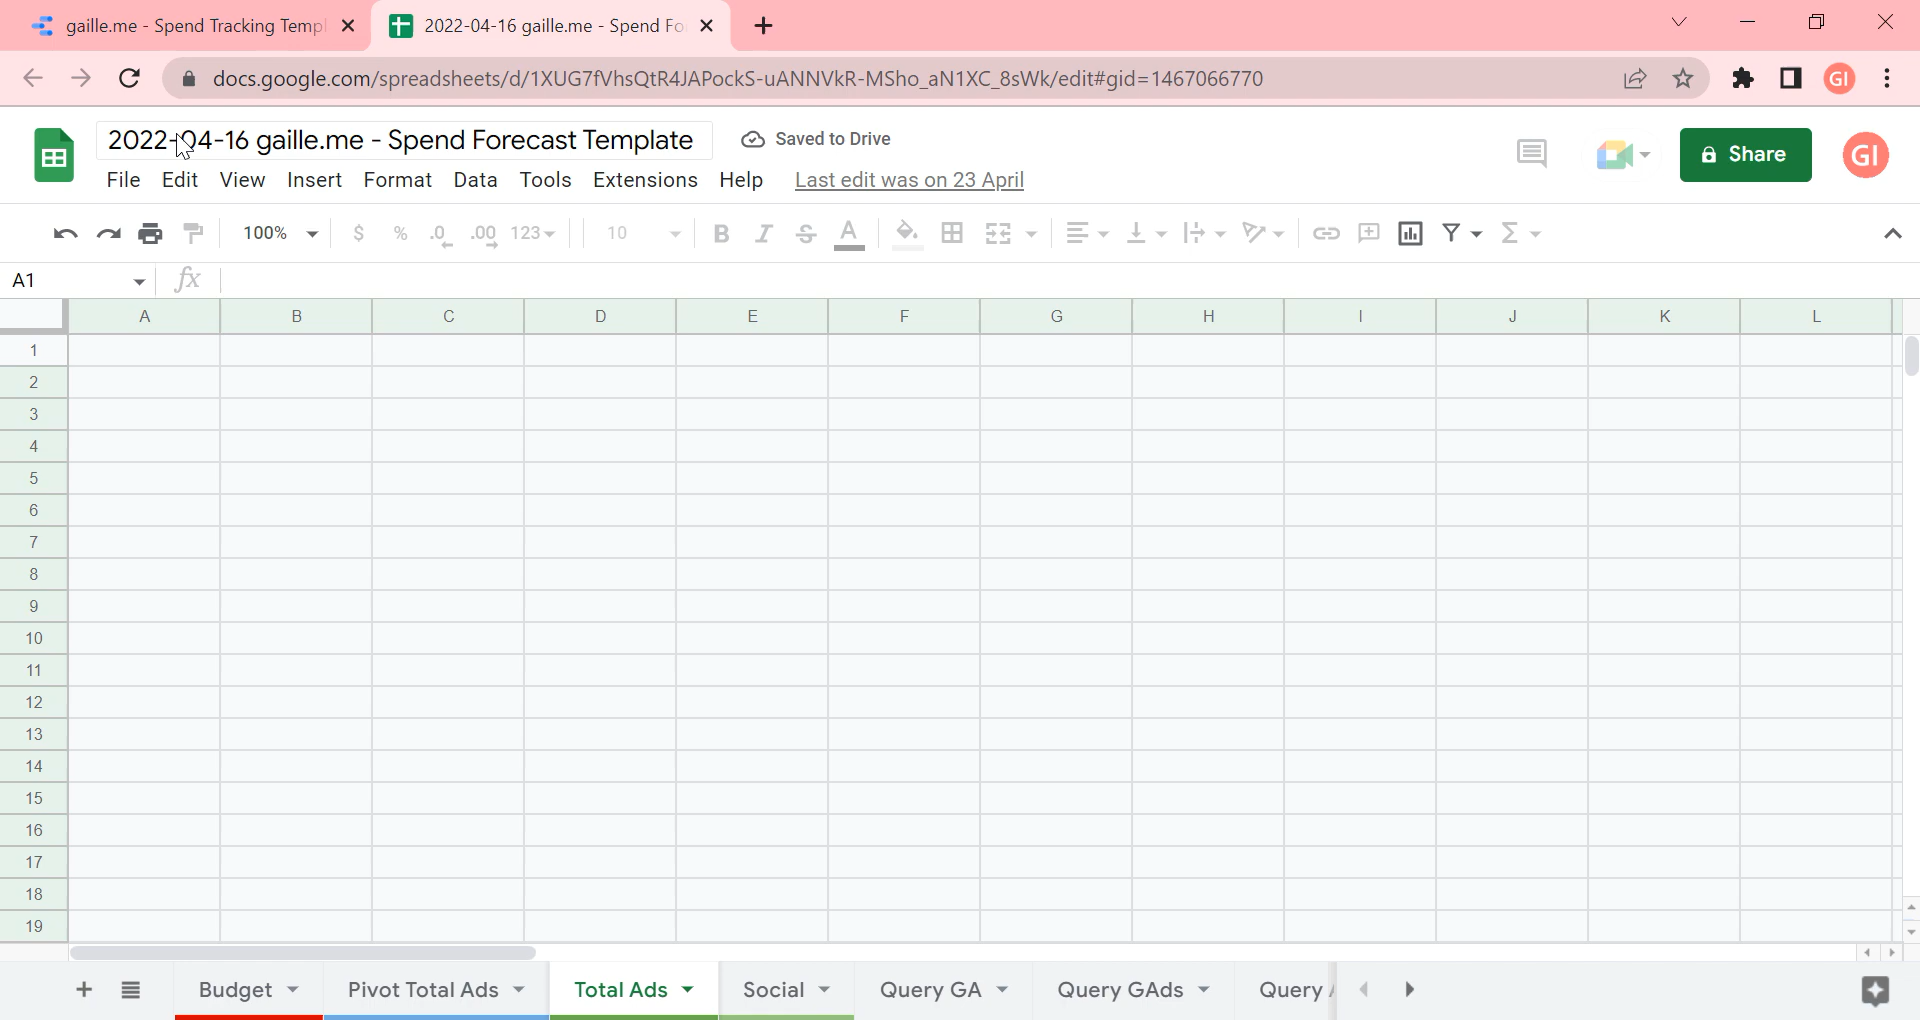 gaille.me - Spend Tracking Templ
2022-04-16 gaille.me - Spend Fo
docs.google.com/spreadsheets/d/1XUG7fVhsQtR4JAPockS-uANNVkR-MSho_aN1XC_8sWk/edit#gid=1467066770
GI
2022-04-16 gaille.me - Spend Forecast Template
Saved to Drive
Share
GI
File Edit View Insert Format Data Tools Extensions Help Last edit was on 23 April
100% $ % .0 .00 123 10 B I S A Σ
A1 fx
A B C D E F G H I J K L
1
2
3
4
5
6
7
8
9
10
11
12
13
14
15
16
17
18
19
Budget Pivot Total Ads Total Ads Social Query GA Query GAds Query